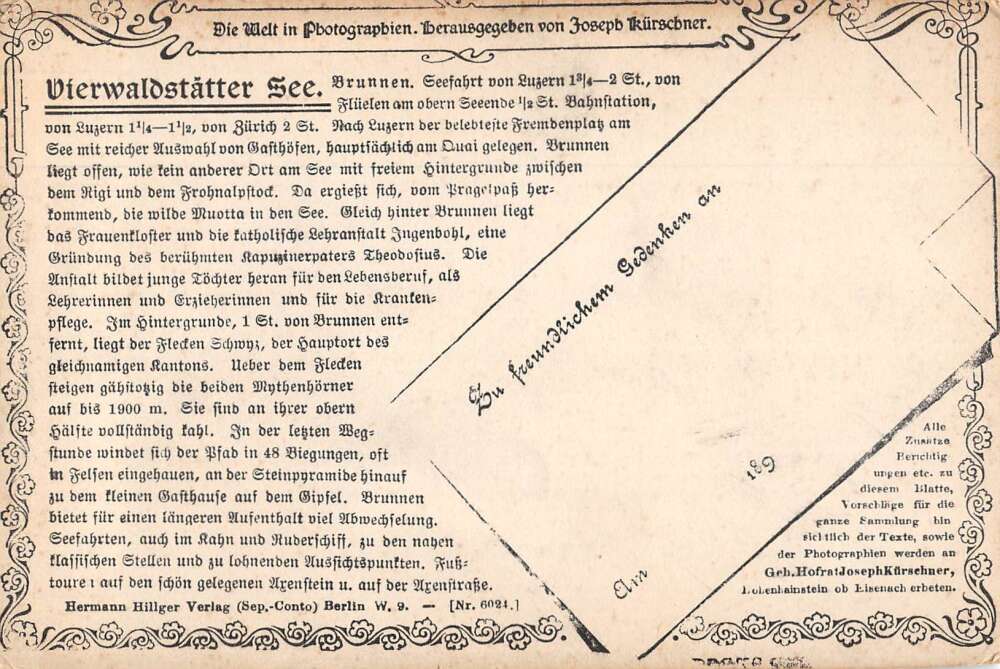 Die Welt in Photographien. Herausgegeben von Joseph Kürschner.
Vierwaldstätter See. Brunnen. Seefahrt von Luzern 1³/₄—2 St., von
Flüelen am obern Seeende ¹/₂ St. Bahnstation,
von Luzern 1¹/₄—1¹/₂, von Zürich 2 St. Nach Luzern der belebteste Fremdenplatz am
See mit reicher Auswahl von Gasthöfen, hauptsächlich am Quai gelegen. Brunnen
liegt offen, wie kein anderer Ort am See mit freiem Hintergrunde zwischen
dem Rigi und dem Frohnalpstock. Da ergießt sich, vom Pragelpaß her-
kommend, die wilde Muotta in den See. Gleich hinter Brunnen liegt
das Frauenkloster und die katholische Lehranstalt Ingenbohl, eine
Gründung des berühmten Kapuzinerpaters Theodosius. Die
Anstalt bildet junge Töchter heran für den Lebensberuf, als
Lehrerinnen und Erzieherinnen und für die Kranken-
pflege. Im Hintergrunde, 1 St. von Brunnen ent-
fernt, liegt der Flecken Schwyz, der Hauptort des
gleichnamigen Kantons. Ueber dem Flecken
steigen gähstotzig die beiden Mythenhörner
auf bis 1900 m. Sie sind an ihrer obern
Hälfte vollständig kahl. In der letzten Weg-
stunde windet sich der Pfad in 48 Biegungen, oft
in Felsen eingehauen, an der Steinpyramide hinauf
zu dem kleinen Gasthause auf dem Gipfel. Brunnen
bietet für einen längeren Aufenthalt viel Abwechselung.
Seefahrten, auch im Kahn und Ruderschiff, zu den nahen
klassischen Stellen und zu lohnenden Aussichtspunkten. Fuß-
touren auf den schön gelegenen Axenstein u. auf der Axenstraße.
Hermann Hillger Verlag (Sep.-Conto) Berlin W. 9. — [Nr. 6024.]
Zu freundlichem Gedenken an
189
Alle
Zusätze
Berichtig
ungen etc. zu
diesem Blatte,
Vorschläge für die
ganze Sammlung hin
sichtlich der Texte, sowie
der Photographien werden an
Geh. Hofrat Joseph Kürschner,
Hohenhainstein ob Eisenach erbeten.